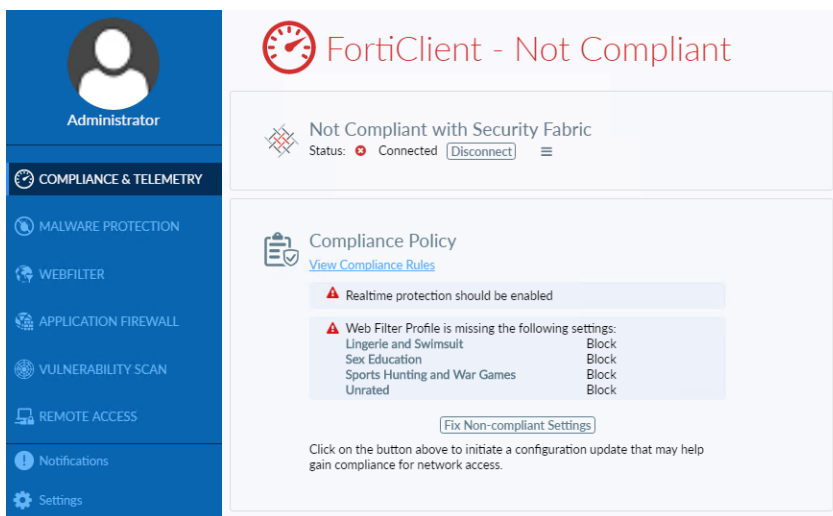 Administrator
COMPLIANCE & TELEMETRY
MALWARE PROTECTION
WEBFILTER
APPLICATION FIREWALL
VULNERABILITY SCAN
REMOTE ACCESS
Notifications
Settings
FortiClient - Not Compliant
Not Compliant with Security Fabric
Status: Connected Disconnect
Compliance Policy
View Compliance Rules
Realtime protection should be enabled
Web Filter Profile is missing the following settings:
Lingerie and Swimsuit Block
Sex Education Block
Sports Hunting and War Games Block
Unrated Block
Fix Non-compliant Settings
Click on the button above to initiate a configuration update that may help
gain compliance for network access.